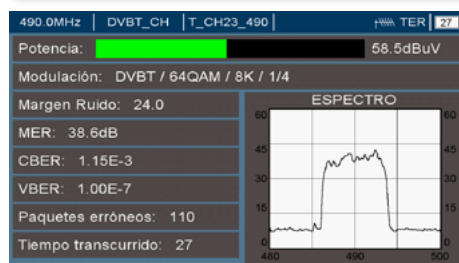 490.0MHz DVBT_CH T_CH23_490 TER 27
Potencia: 58.5dBuV
Modulación: DVBT / 64QAM / 8K / 1/4
Margen Ruido: 24.0
MER: 38.6dB
CBER: 1.15E-3
VBER: 1.00E-7
Paquetes erróneos: 110
Tiempo transcurrido: 27
ESPECTRO
60 60
45 45
30 30
15 15
0 0
480 490 500